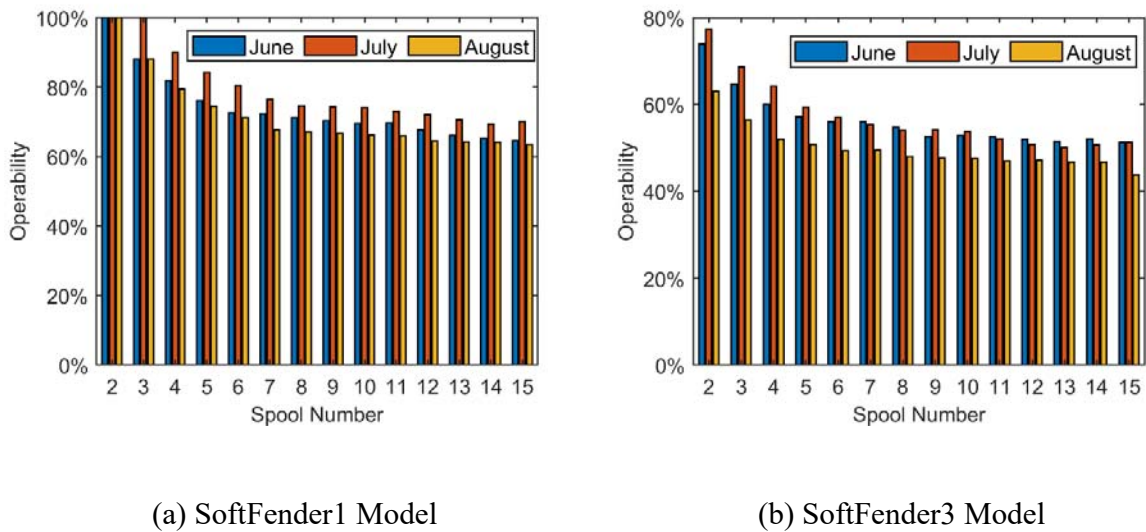 100%
80%
60%
40%
20%
0%
Operability
June July August
2 3 4 5 6 7 8 9 10 11 12 13 14 15
Spool Number
(a) SoftFender1 Model
80%
60%
40%
20%
0%
Operability
June July August
2 3 4 5 6 7 8 9 10 11 12 13 14 15
Spool Number
(b) SoftFender3 Model